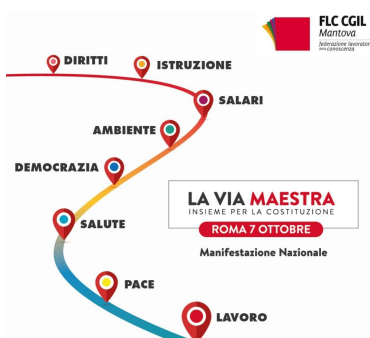 FLC CGIL
Mantova
federazione lavoratori
della conoscenza
DIRITTI
ISTRUZIONE
SALARI
AMBIENTE
DEMOCRAZIA
LA VIA MAESTRA
INSIEME PER LA COSTITUZIONE
ROMA 7 OTTOBRE
Manifestazione Nazionale
SALUTE
PACE
LAVORO